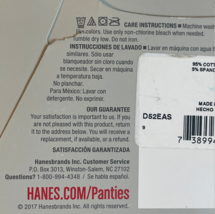 CARE INSTRUCTIONS ■ Machine was
colors. Use only non-chlorine bleach when needed.
Tumble dry low. Do not iron.
INSTRUCCIONES DE LAVADO ■ Lavar en máquina con agua
similares. Sólo usar
blanqueador sin cloro cuando
se necesite. Secar en máquina
a temperatura baja.
No planchar.
Para México: Lavar con
detergente. No exprimir.
95% COTT
5% SPAND
OUR GUARANTEE
Your satisfaction is important to us. If you
are not pleased with this product, return
it to the address below. You will receive a
replacement, if available, or a refund.
SATISFACCIÓN GARANTIZADA
D62EAS
9
MADE
HECHO
7 38994
Hanesbrands Inc. Customer Service
P.O. Box 3013, Winston-Salem, NC 27102
Questions? 1-800-994-4348 / Se habla español.
HANES.COM/Panties
© 2017 Hanesbrands Inc. All rights reserved.